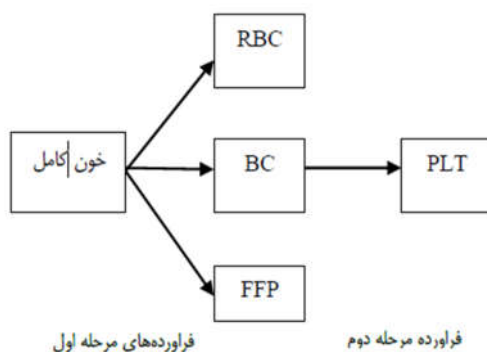 RBC
خون کامل
BC
PLT
FFP
فراورده‌های مرحله اول
فراورده مرحله دوم